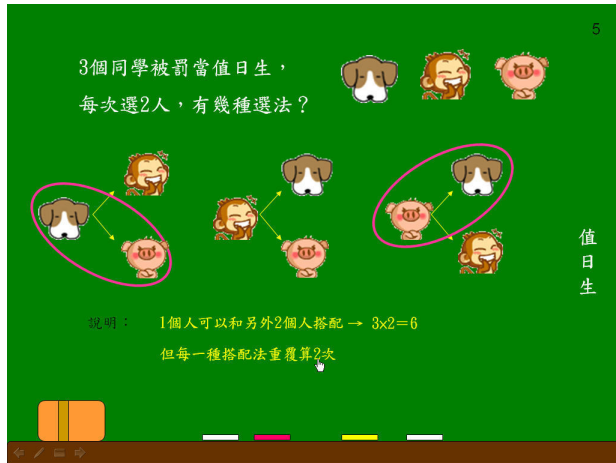 5
3個同學被罰當值日生，
每次選2人，有幾種選法？
值日生
說明：
1個人可以和另外2個人搭配→ 3x2=6
但每一種搭配法重覆算2次